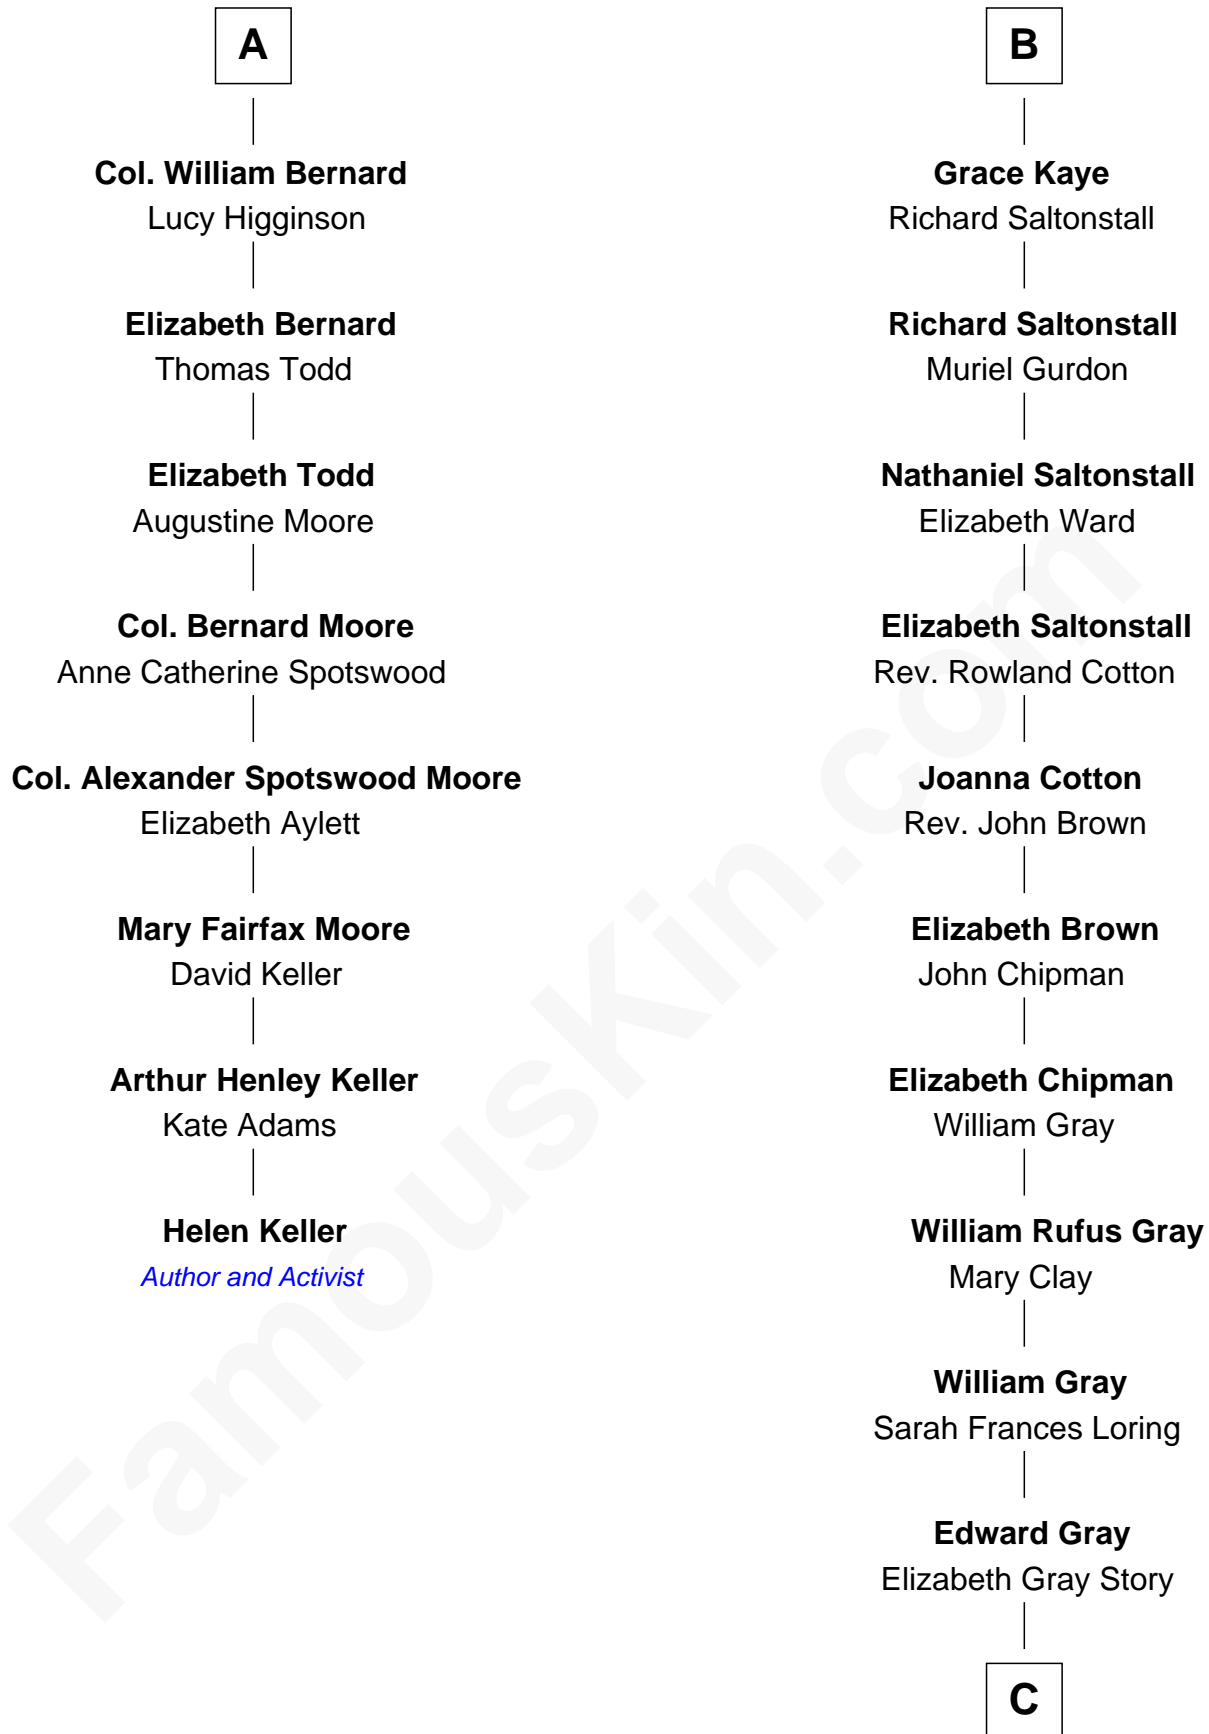 A
Col. William Bernard
Lucy Higginson
Elizabeth Bernard
Thomas Todd
Elizabeth Todd
Augustine Moore
Col. Bernard Moore
Anne Catherine Spotswood
Col. Alexander Spotswood Moore
Elizabeth Aylett
Mary Fairfax Moore
David Keller
Arthur Henley Keller
Kate Adams
Helen Keller
Author and Activist
B
Grace Kaye
Richard Saltonstall
Richard Saltonstall
Muriel Gurdon
Nathaniel Saltonstall
Elizabeth Ward
Elizabeth Saltonstall
Rev. Rowland Cotton
Joanna Cotton
Rev. John Brown
Elizabeth Brown
John Chipman
Elizabeth Chipman
William Gray
William Rufus Gray
Mary Clay
William Gray
Sarah Frances Loring
Edward Gray
Elizabeth Gray Story
C
FamousKin.com